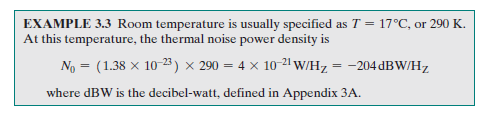 EXAMPLE 3.3 Room temperature is usually specified as T = 17°C, or 290 K.
At this temperature, the thermal noise power density is
N₀ = (1.38 × 10⁻²³) × 290 = 4 × 10⁻²¹ W/Hz = −204 dBW/Hz
where dBW is the decibel-watt, defined in Appendix 3A.